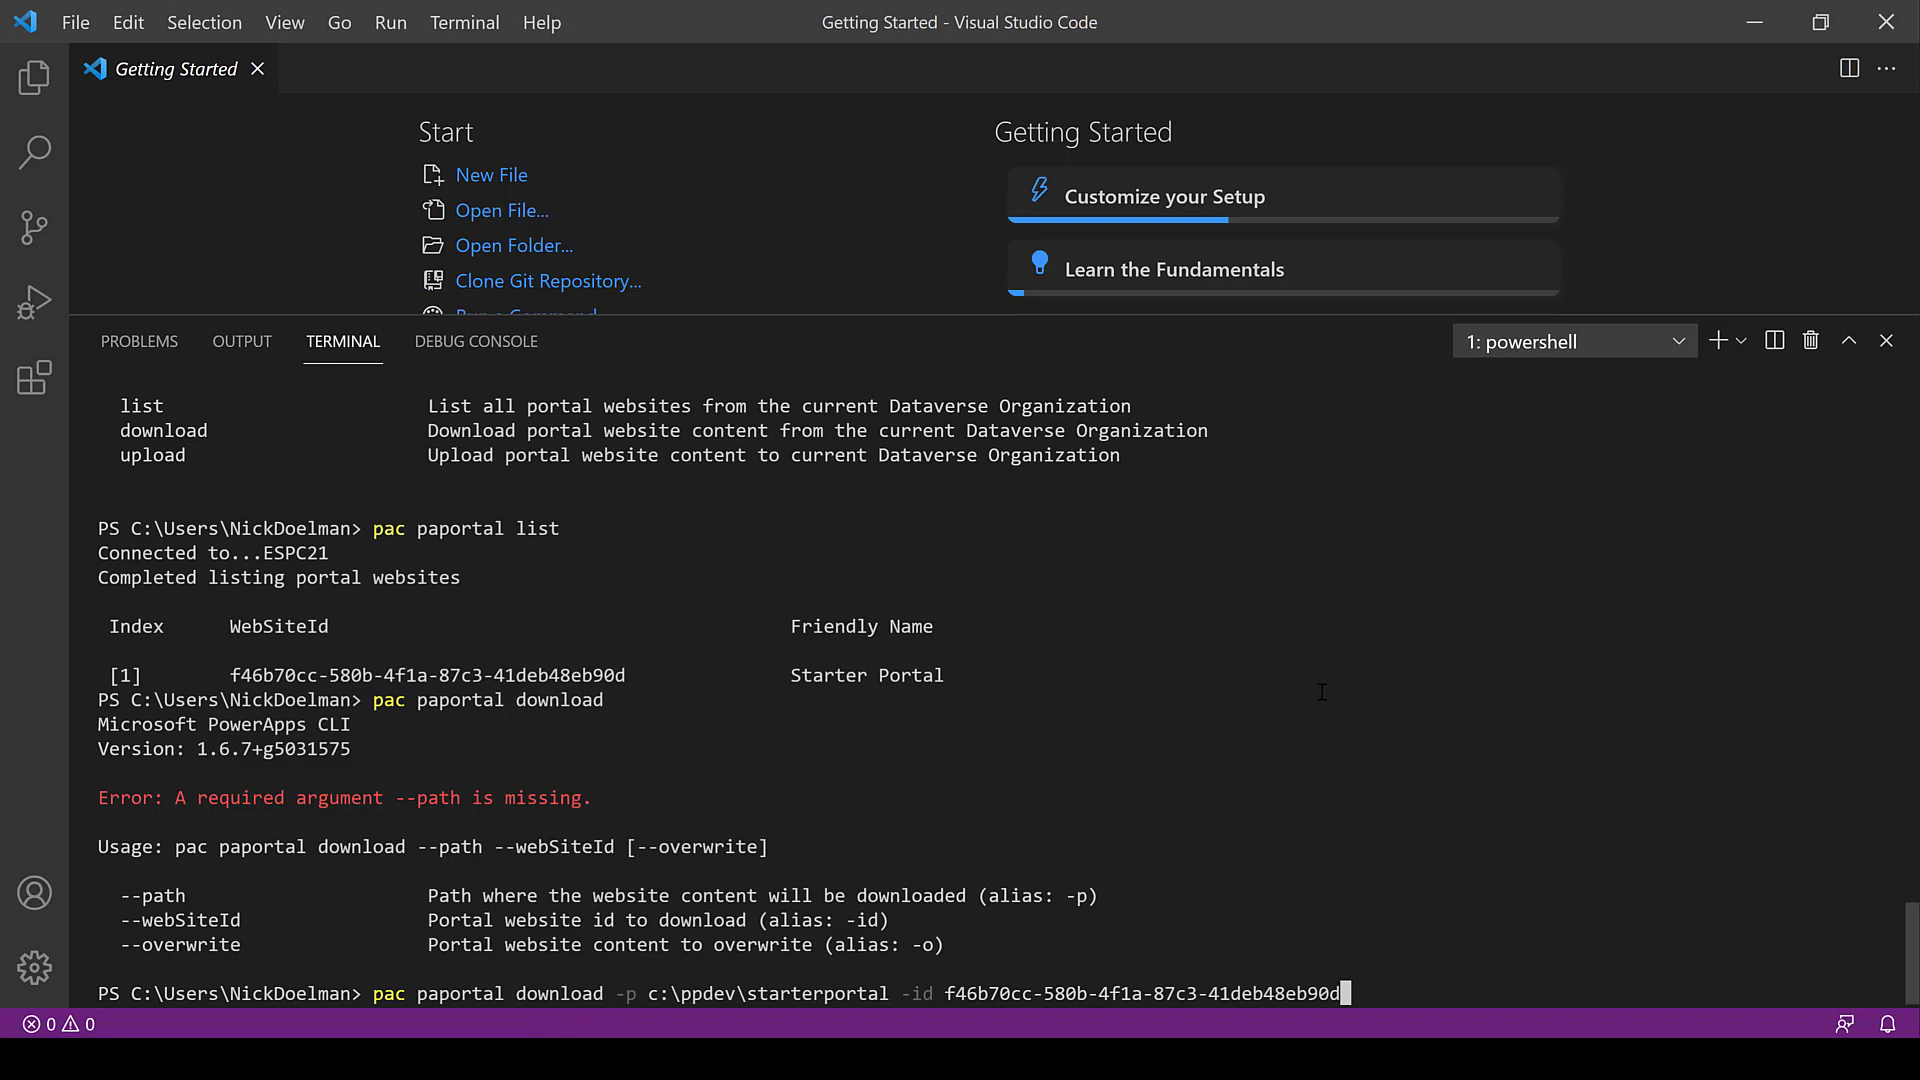 File Edit Selection View Go Run Terminal Help
Getting Started - Visual Studio Code
Getting Started
Start
New File
Open File...
Open Folder...
Clone Git Repository...
Getting Started
Customize your Setup
Learn the Fundamentals
PROBLEMS OUTPUT TERMINAL DEBUG CONSOLE
1: powershell
list List all portal websites from the current Dataverse Organization
download Download portal website content from the current Dataverse Organization
upload Upload portal website content to current Dataverse Organization
PS C:\Users\NickDoelman> pac paportal list
Connected to...ESPC21
Completed listing portal websites
Index WebSiteId Friendly Name
[1] f46b70cc-580b-4f1a-87c3-41deb48eb90d Starter Portal
PS C:\Users\NickDoelman> pac paportal download
Microsoft PowerApps CLI
Version: 1.6.7+g5031575
Error: A required argument --path is missing.
Usage: pac paportal download --path --webSiteId [--overwrite]
--path Path where the website content will be downloaded (alias: -p)
--webSiteId Portal website id to download (alias: -id)
--overwrite Portal website content to overwrite (alias: -o)
PS C:\Users\NickDoelman> pac paportal download -p c:\ppdev\starterportal -id f46b70cc-580b-4f1a-87c3-41deb48eb90d
0 0